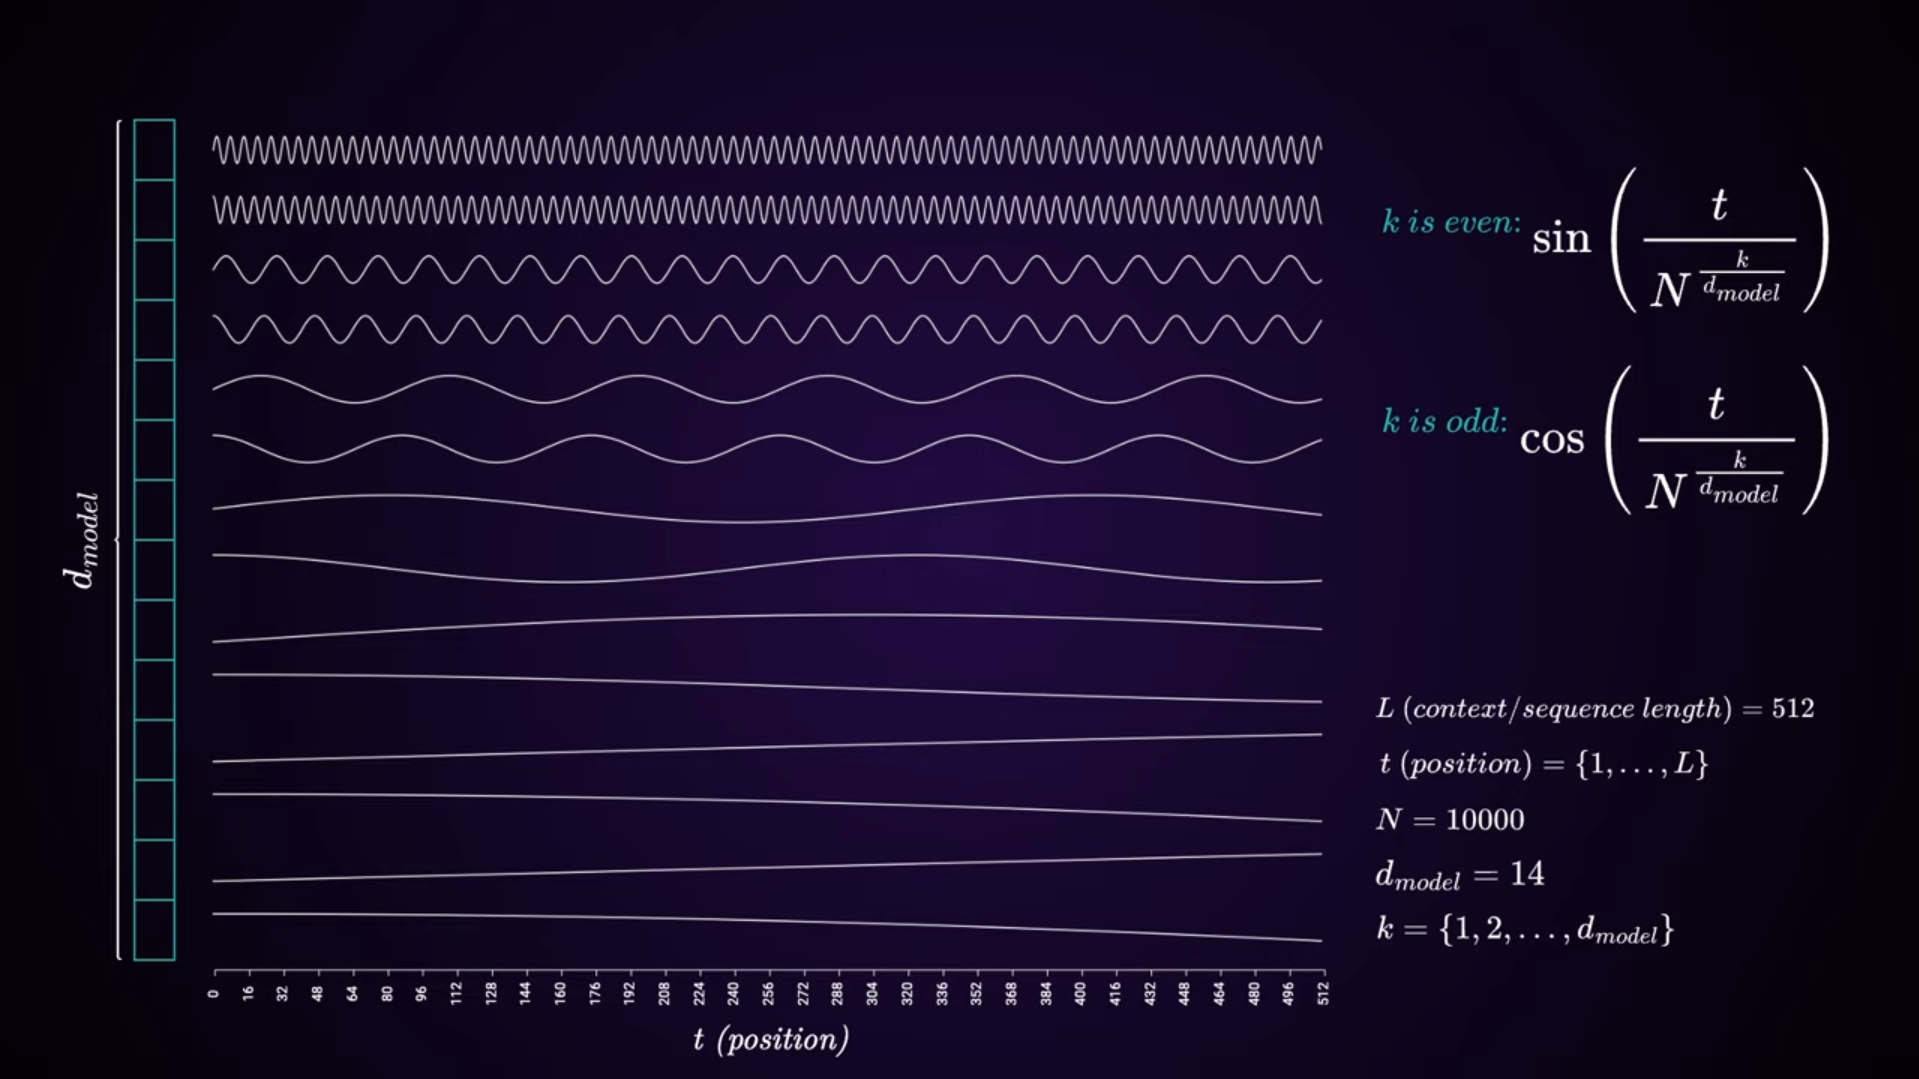 d_model
k is even: sin ( t / N^(k/d_model) )
k is odd: cos ( t / N^(k/d_model) )
L (context/sequence length) = 512
t (position) = {1, . . . , L}
N = 10000
d_model = 14
k = {1, 2, . . . , d_model}
0 16 32 48 64 80 96 112 128 144 160 176 192 208 224 240 256 272 288 304 320 336 352 368 384 400 416 432 448 464 480 496 512
t (position)